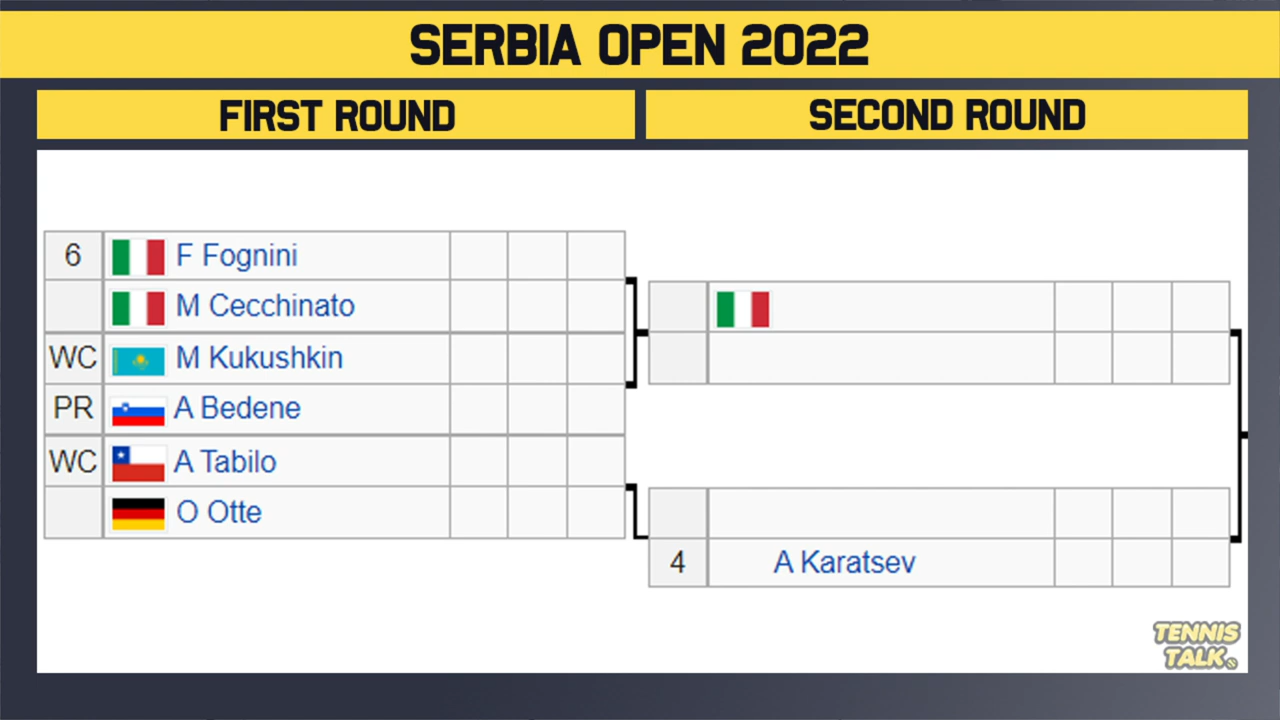 SERBIA OPEN 2022
FIRST ROUND
SECOND ROUND
6 F Fognini
M Cecchinato
WC M Kukushkin
PR A Bedene
WC A Tabilo
O Otte
4 A Karatsev
TENNIS
TALK